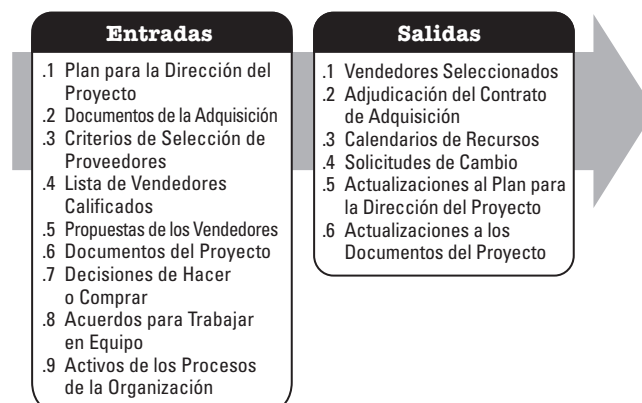 Entradas
.1 Plan para la Dirección del
Proyecto
.2 Documentos de la Adquisición
.3 Criterios de Selección de
Proveedores
.4 Lista de Vendedores
Calificados
.5 Propuestas de los Vendedores
.6 Documentos del Proyecto
.7 Decisiones de Hacer
o Comprar
.8 Acuerdos para Trabajar
en Equipo
.9 Activos de los Procesos
de la Organización
Salidas
.1 Vendedores Seleccionados
.2 Adjudicación del Contrato
de Adquisición
.3 Calendarios de Recursos
.4 Solicitudes de Cambio
.5 Actualizaciones al Plan para
la Dirección del Proyecto
.6 Actualizaciones a los
Documentos del Proyecto